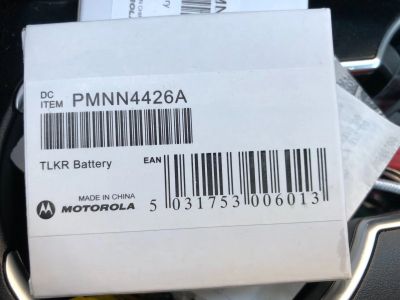 DC
ITEM PMNN4426A
TLKR Battery
EAN
MADE IN CHINA
MOTOROLA
5 031753 006013